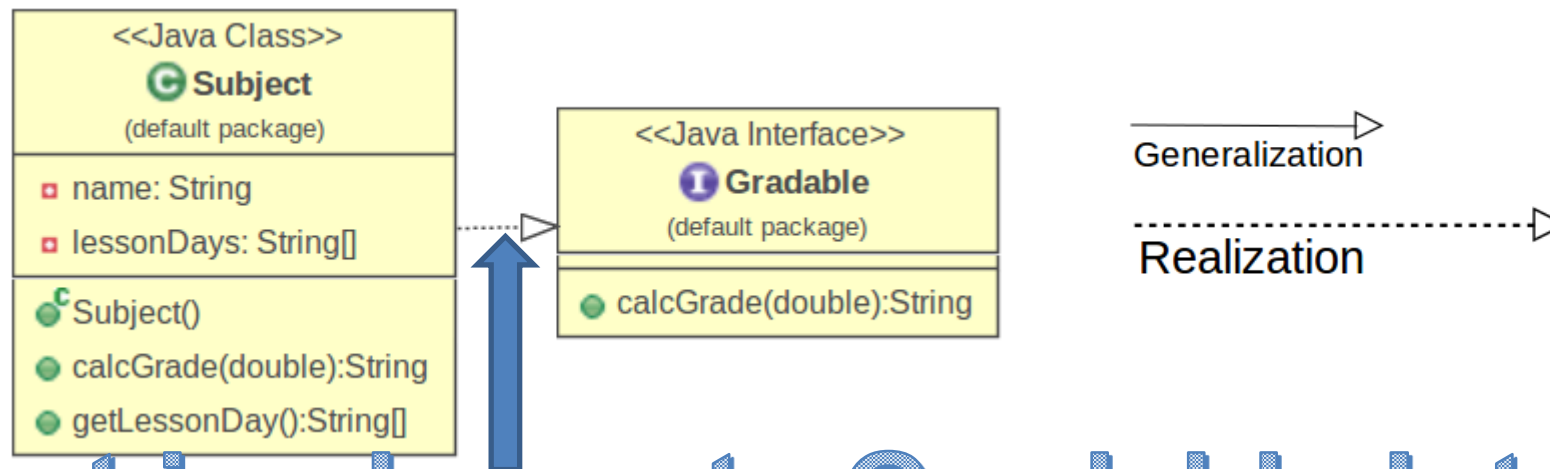 <<Java Class>>
C Subject
(default package)
name: String
lessonDays: String[]
C Subject()
calcGrade(double):String
getLessonDay():String[]
<<Java Interface>>
I Gradable
(default package)
calcGrade(double):String
Generalization
Realization